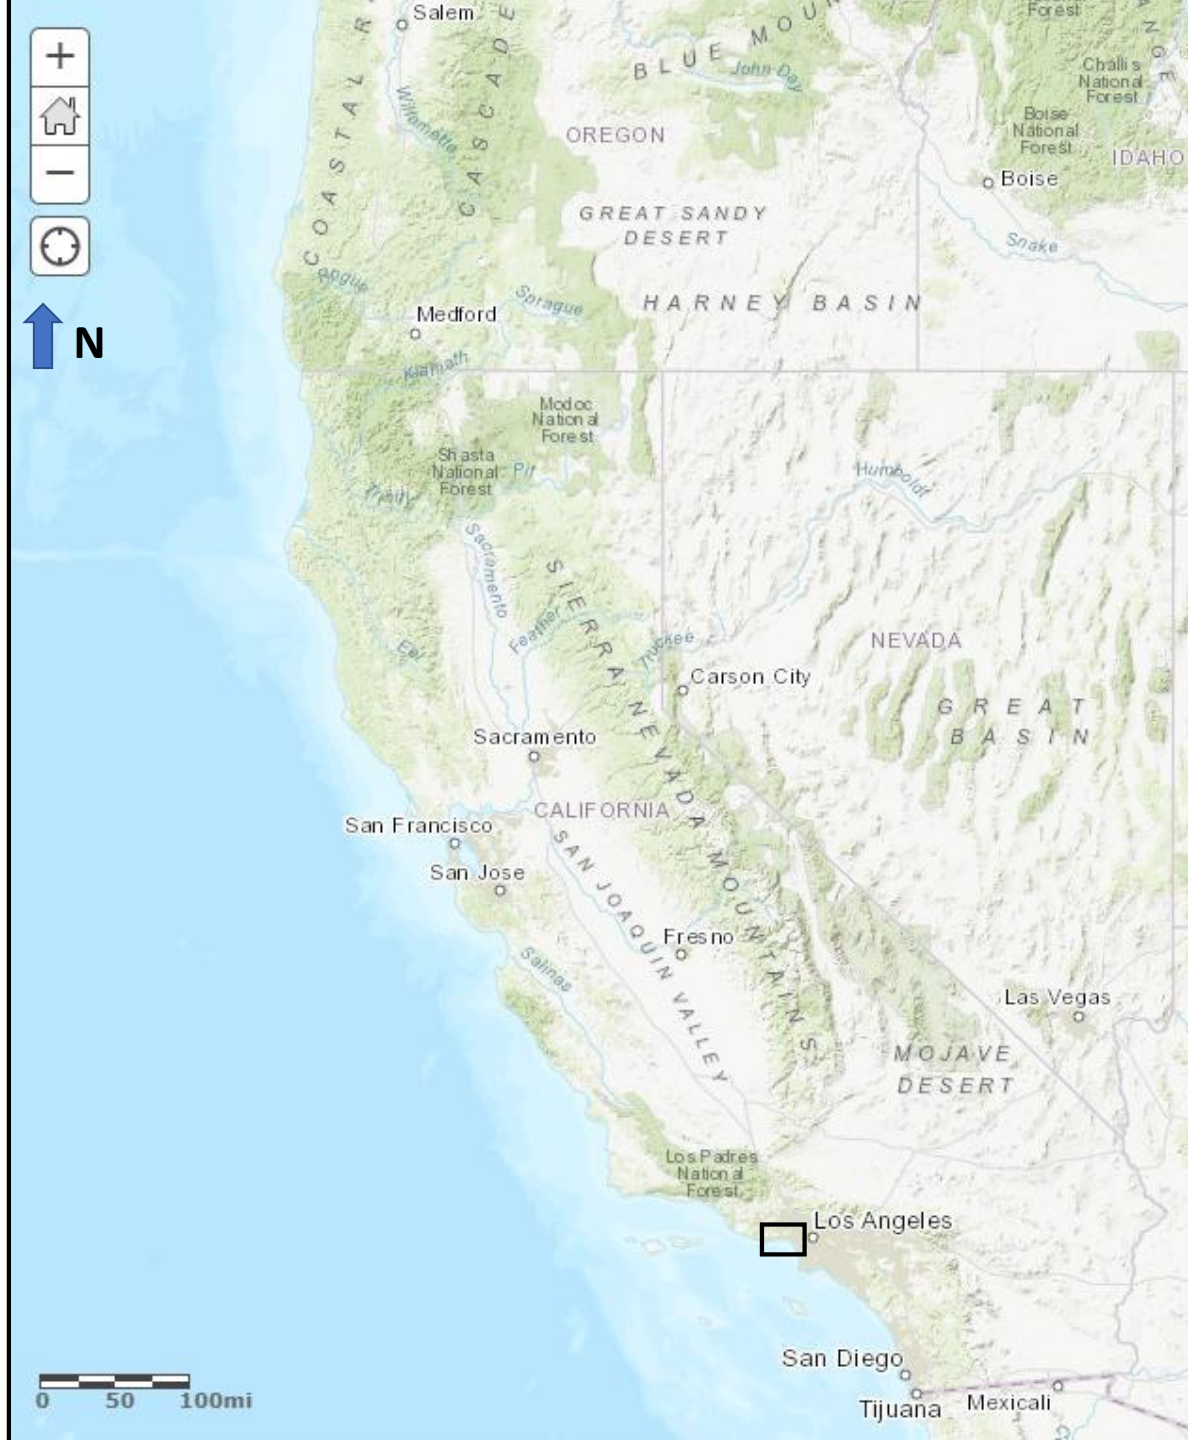 Salem
COASTAL R
CASCADE
Willamette
BLUE MOU
John Day
Forest
ANGE
Challis
National
Forest
Boise
National
Forest
OREGON
IDAHO
Boise
GREAT SANDY
DESERT
Snake
Sprague
HARNEY BASIN
Medford
N
Klamath
Modoc
National
Forest
Shasta
National
Forest
Pit
Trinity
Humboldt
Sacramento
SIERRA NEVADA MOUNTAINS
Feather
Truckee
Eel
NEVADA
Carson City
GREAT
BASIN
Sacramento
CALIFORNIA
San Francisco
San Jose
SAN JOAQUIN VALLEY
Fresno
Salinas
Las Vegas
MOJAVE
DESERT
Los Padres
National
Forest
Los Angeles
San Diego
Tijuana
Mexicali
0 50 100mi